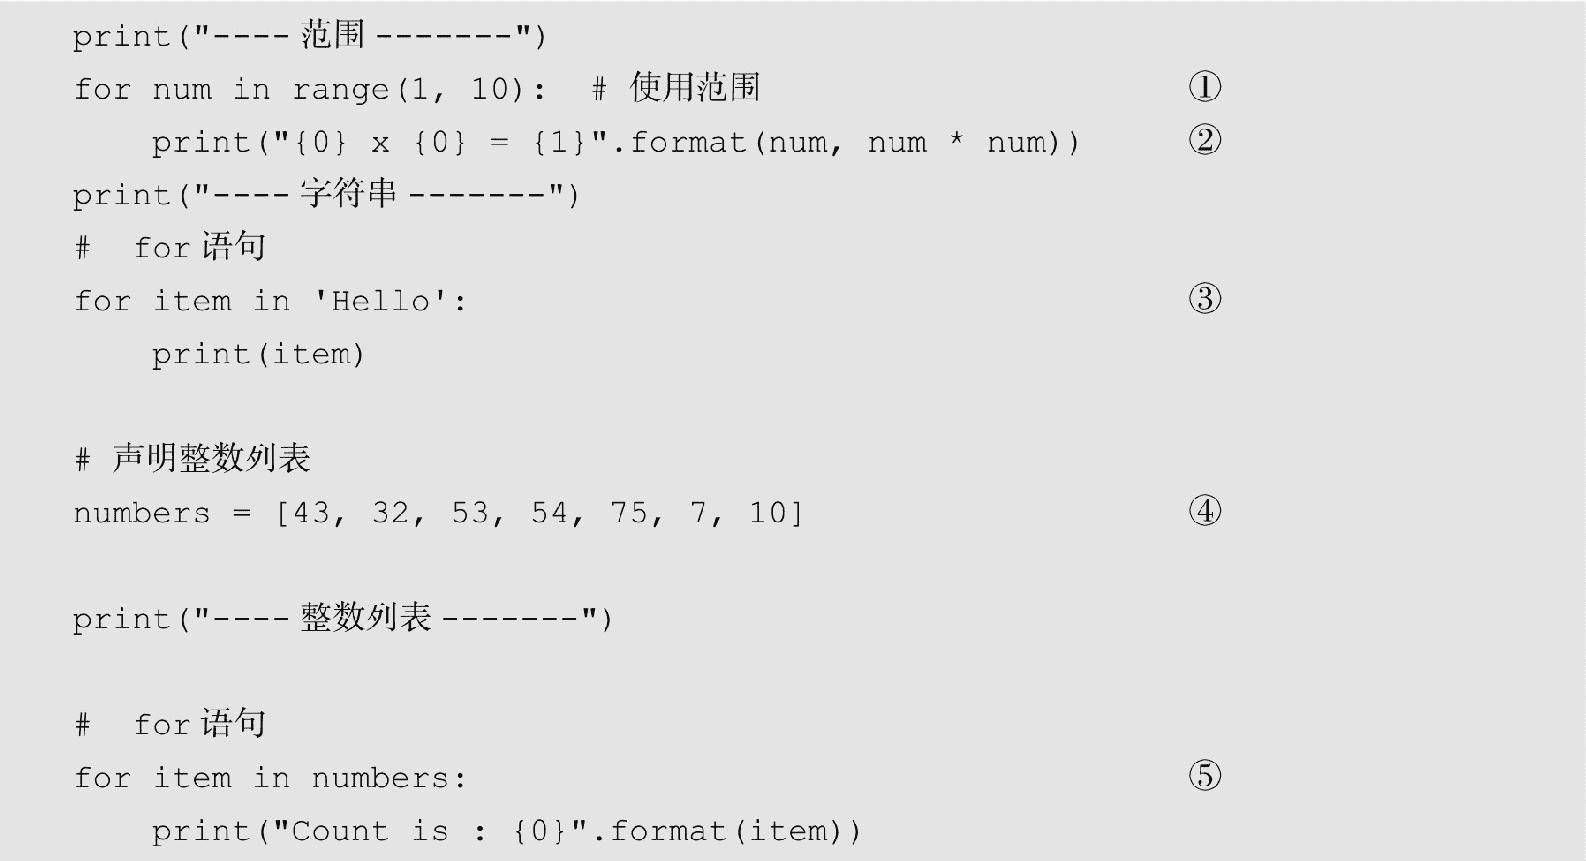 print("---- 范围 -------")
for num in range(1, 10):  # 使用范围 ①
    print("{0} x {0} = {1}".format(num, num * num)) ②
print("---- 字符串 -------")
#  for 语句
for item in 'Hello': ③
    print(item)
# 声明整数列表
numbers = [43, 32, 53, 54, 75, 7, 10] ④
print("---- 整数列表 -------")
#  for 语句
for item in numbers: ⑤
    print("Count is : {0}".format(item))